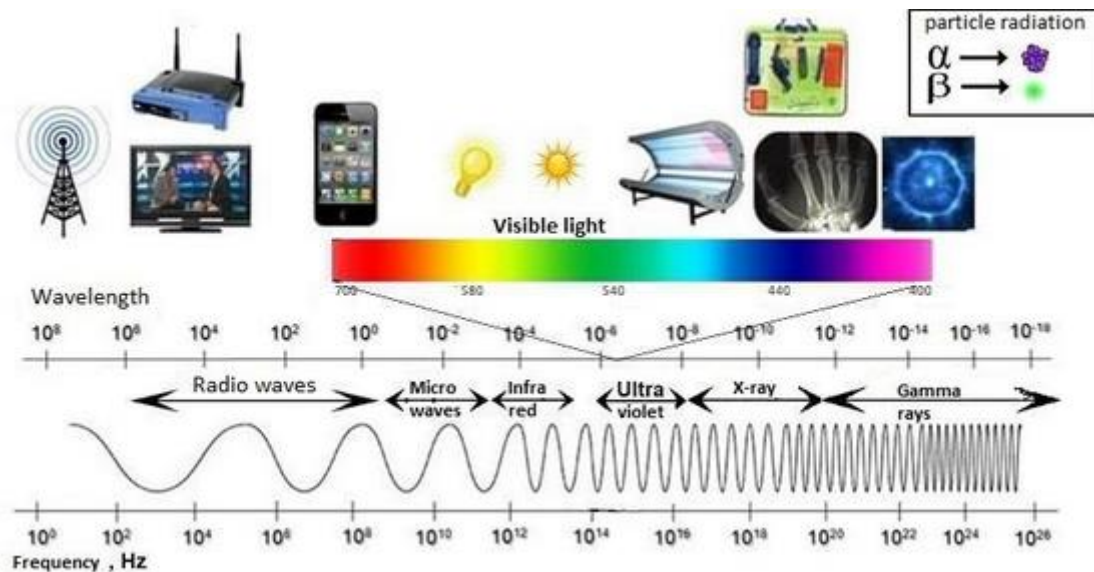 particle radiation
α
β
Visible light
700 580 540 440 400
Wavelength
10⁸ 10⁶ 10⁴ 10² 10⁰ 10⁻² 10⁻⁴ 10⁻⁶ 10⁻⁸ 10⁻¹⁰ 10⁻¹² 10⁻¹⁴ 10⁻¹⁶ 10⁻¹⁸
Radio waves Micro Infra Ultra X-ray Gamma
waves red violet rays
10⁰ 10² 10⁴ 10⁶ 10⁸ 10¹⁰ 10¹² 10¹⁴ 10¹⁶ 10¹⁸ 10²⁰ 10²² 10²⁴ 10²⁶
Frequency , Hz